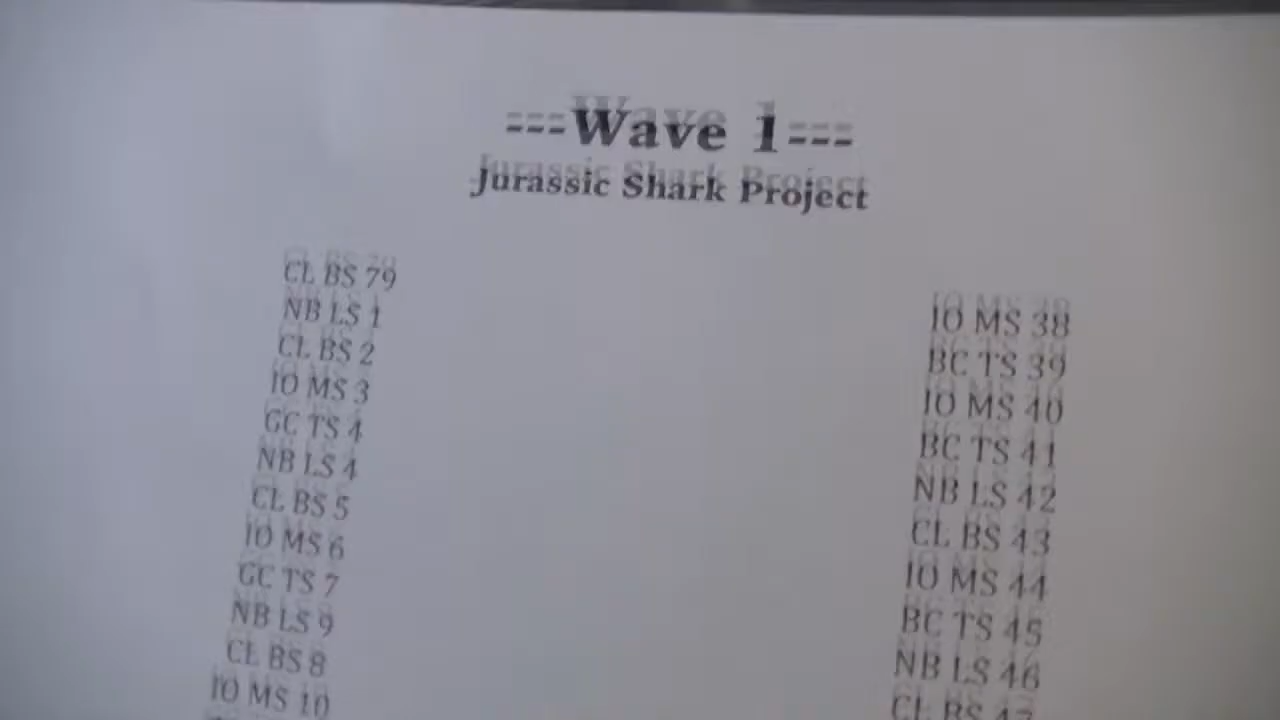 ---Wave 1---
Jurassic Shark Project
CL BS 79
NB LS 1
CL BS 2
IO MS 3
GC TS 4
NB LS 4
CL BS 5
IO MS 6
GC TS 7
NB LS 9
CL BS 8
IO MS 10
IO MS 38
BC TS 39
IO MS 40
BC TS 41
NB LS 42
CL BS 43
IO MS 44
BC TS 45
NB LS 46
CL BS 47